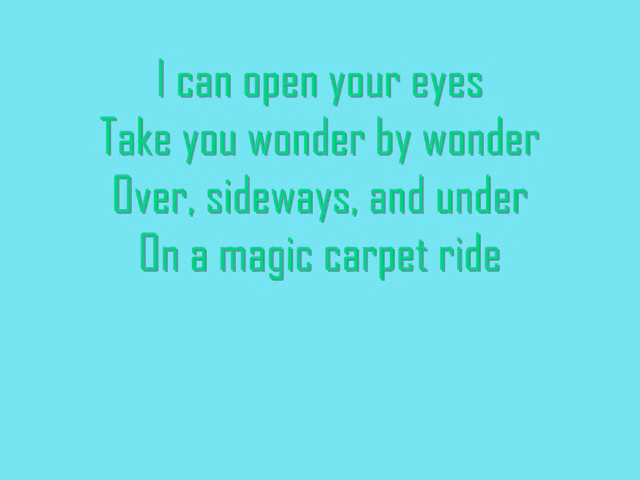 I can open your eyes
Take you wonder by wonder
Over, sideways, and under
On a magic carpet ride